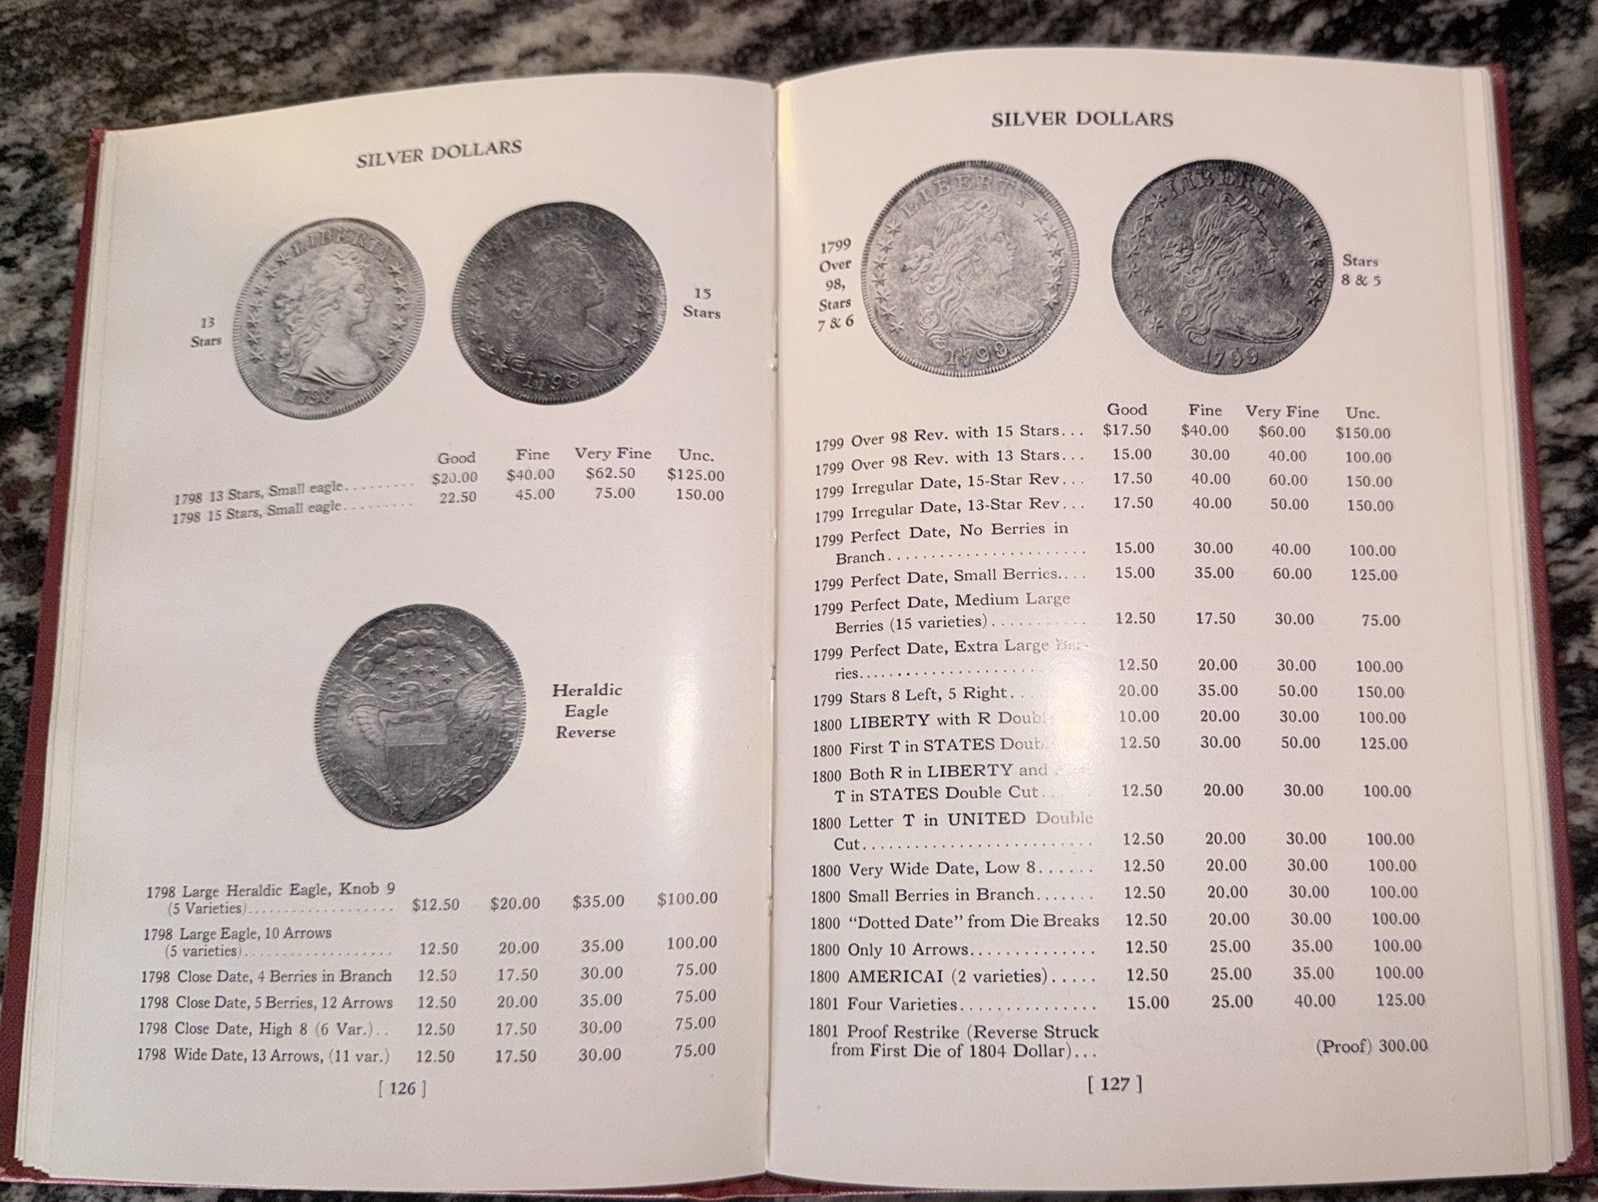 SILVER DOLLARS
LIBERTY
1798
13
Stars
LIBERTY
1798
15
Stars
Good Fine Very Fine Unc.
1798 13 Stars, Small eagle......... $20.00 $40.00 $62.50 $125.00
1798 15 Stars, Small eagle......... 22.50 45.00 75.00 150.00
STATES O
Heraldic
Eagle
Reverse
1798 Large Heraldic Eagle, Knob 9
(5 Varieties)................... $12.50 $20.00 $35.00 $100.00
1798 Large Eagle, 10 Arrows
(5 varieties)................... 12.50 20.00 35.00 100.00
1798 Close Date, 4 Berries in Branch 12.50 17.50 30.00 75.00
1798 Close Date, 5 Berries, 12 Arrows 12.50 20.00 35.00 75.00
1798 Close Date, High 8 (6 Var.).. 12.50 17.50 30.00 75.00
1798 Wide Date, 13 Arrows, (11 var.) 12.50 17.50 30.00 75.00
[ 126 ]
SILVER DOLLARS
1799
Over
98,
Stars
7 & 6
LIBERTY
1799
LIBERTY
1799
Stars
8 & 5
Good Fine Very Fine Unc.
1799 Over 98 Rev. with 15 Stars... $17.50 $40.00 $60.00 $150.00
1799 Over 98 Rev. with 13 Stars... 15.00 30.00 40.00 100.00
1799 Irregular Date, 15-Star Rev... 17.50 40.00 60.00 150.00
1799 Irregular Date, 13-Star Rev... 17.50 40.00 50.00 150.00
1799 Perfect Date, No Berries in
Branch....................... 15.00 30.00 40.00 100.00
1799 Perfect Date, Small Berries.... 15.00 35.00 60.00 125.00
1799 Perfect Date, Medium Large
Berries (15 varieties)........... 12.50 17.50 30.00 75.00
1799 Perfect Date, Extra Large Ber-
ries.................... 12.50 20.00 30.00 100.00
1799 Stars 8 Left, 5 Right... 20.00 35.00 50.00 150.00
1800 LIBERTY with R 10.00 20.00 30.00 100.00
1800 First T in STATES 12.50 30.00 50.00 125.00
1800 Both R in LIBERTY and
T in STATES Double Cut.. 12.50 20.00 30.00 100.00
1800 Letter T in UNITED Double
Cut.......................... 12.50 20.00 30.00 100.00
1800 Very Wide Date, Low 8...... 12.50 20.00 30.00 100.00
1800 Small Berries in Branch....... 12.50 20.00 30.00 100.00
1800 “Dotted Date” from Die Breaks 12.50 20.00 30.00 100.00
1800 Only 10 Arrows.............. 12.50 25.00 35.00 100.00
1800 AMERICAI (2 varieties)..... 12.50 25.00 35.00 100.00
1801 Four Varieties............... 15.00 25.00 40.00 125.00
1801 Proof Restrike (Reverse Struck
from First Die of 1804 Dollar)... (Proof) 300.00
[ 127 ]